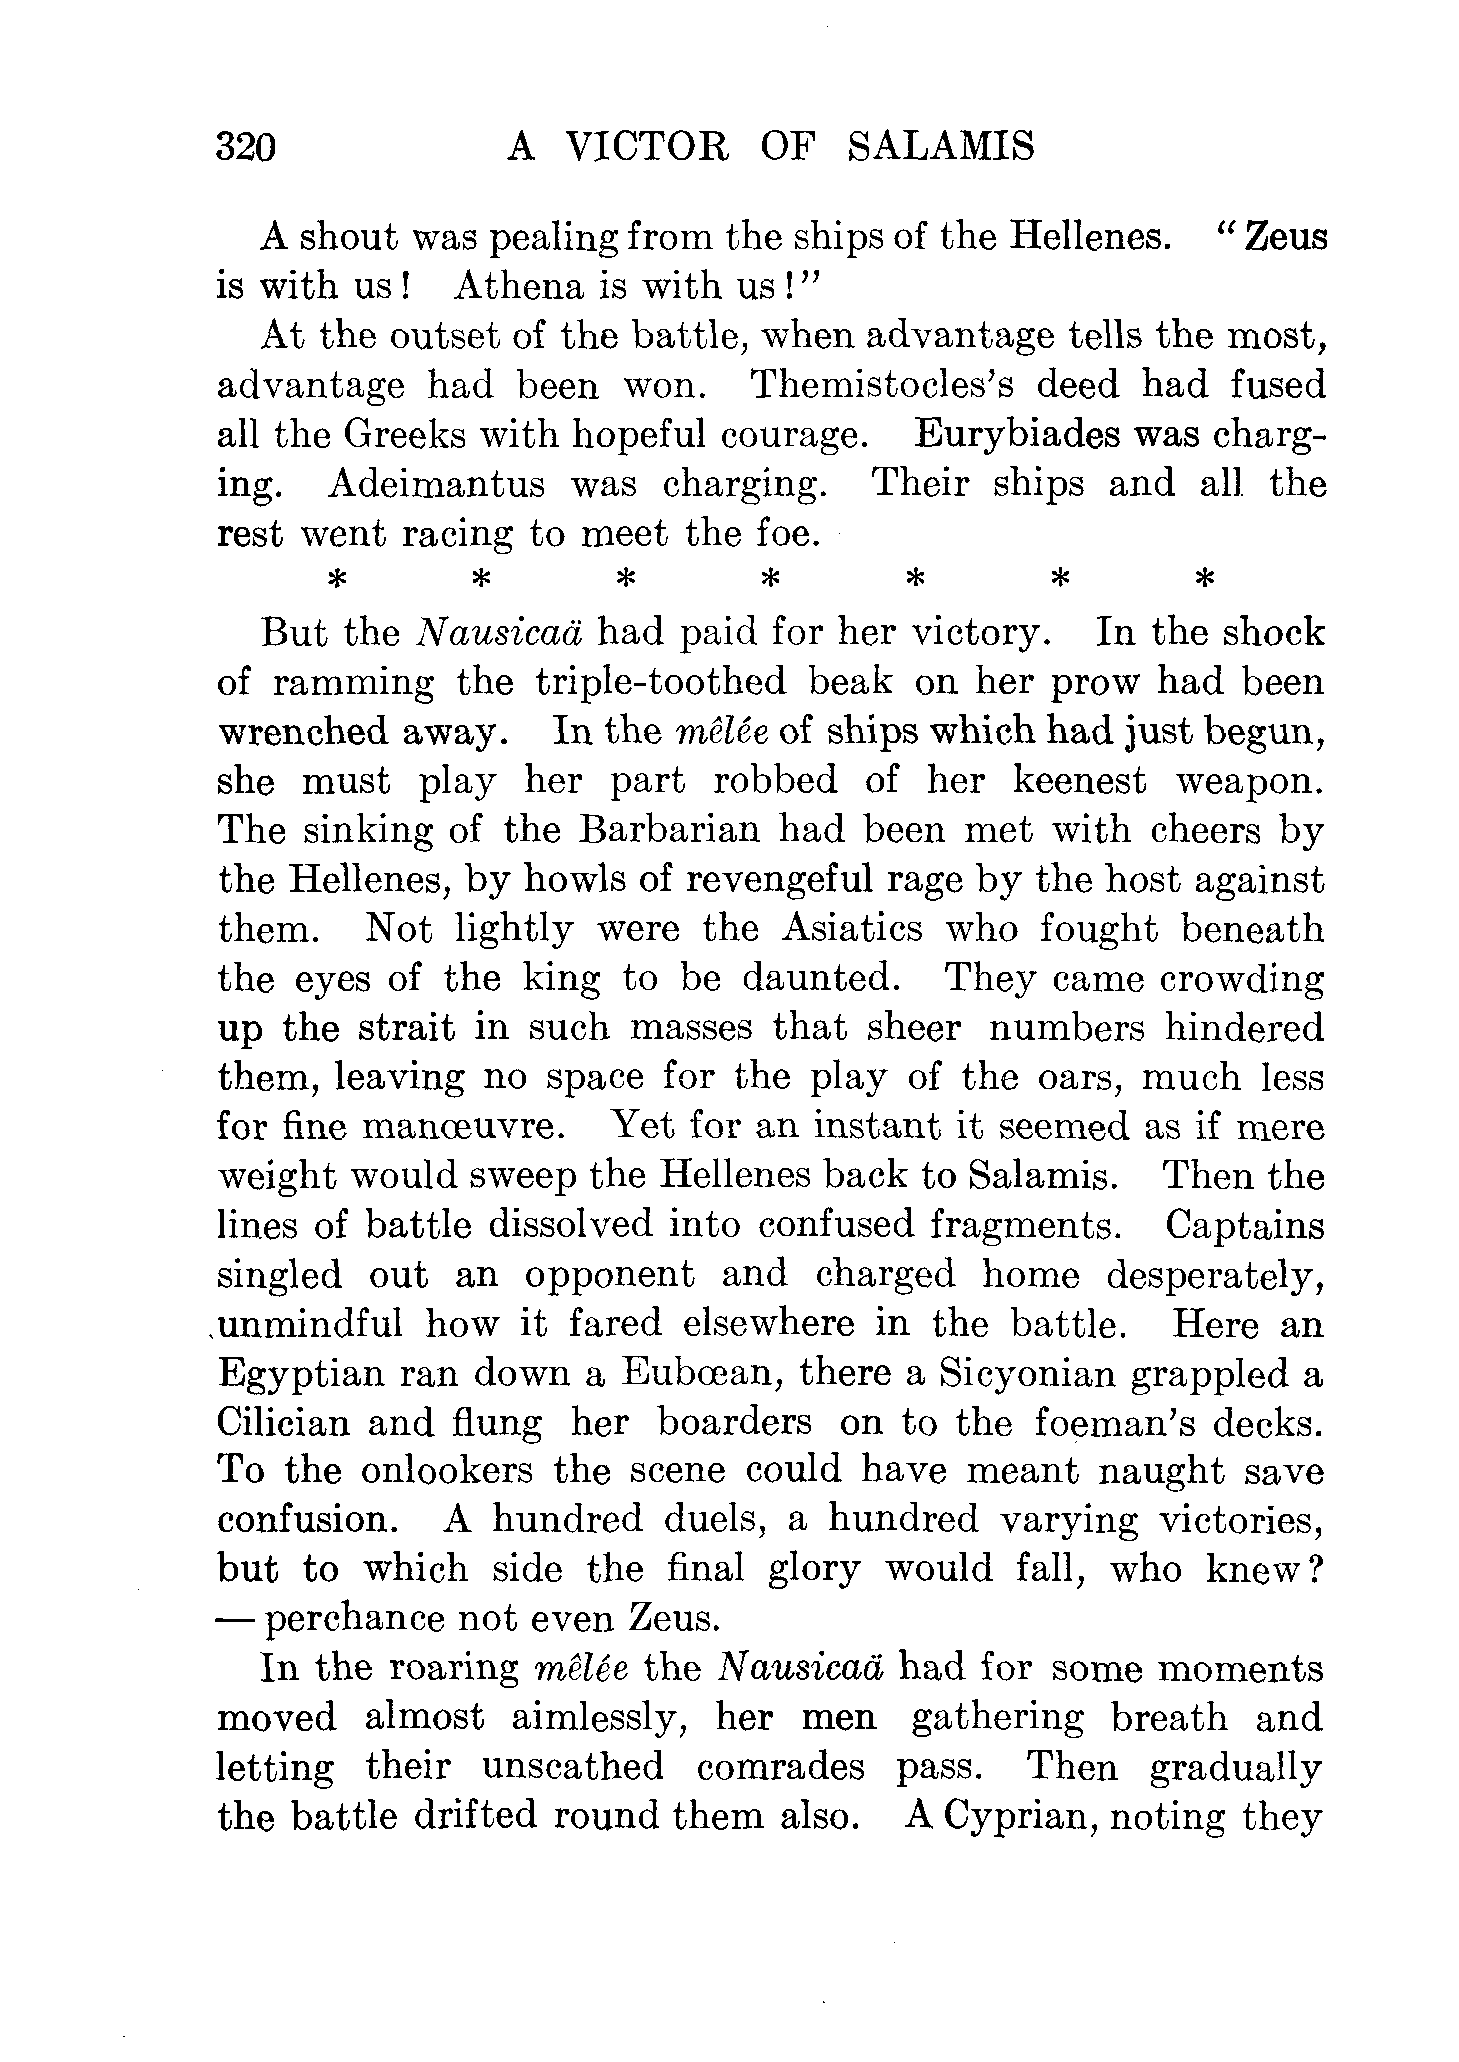 320 A VICTOR OF SALAMIS
A shout was pealing from the ships of the Hellenes. “Zeus
is with us! Athena is with us!”
At the outset of the battle, when advantage tells the most,
advantage had been won. Themistocles’s deed had fused
all the Greeks with hopeful courage. Eurybiades was charg-
ing. Adeimantus was charging. Their ships and all the
rest went racing to meet the foe.
* * * * * * *
But the Nausicaä had paid for her victory. In the shock
of ramming the triple-toothed beak on her prow had been
wrenched away. In the mêlée of ships which had just begun,
she must play her part robbed of her keenest weapon.
The sinking of the Barbarian had been met with cheers by
the Hellenes, by howls of revengeful rage by the host against
them. Not lightly were the Asiatics who fought beneath
the eyes of the king to be daunted. They came crowding
up the strait in such masses that sheer numbers hindered
them, leaving no space for the play of the oars, much less
for fine manœuvre. Yet for an instant it seemed as if mere
weight would sweep the Hellenes back to Salamis. Then the
lines of battle dissolved into confused fragments. Captains
singled out an opponent and charged home desperately,
unmindful how it fared elsewhere in the battle. Here an
Egyptian ran down a Eubœan, there a Sicyonian grappled a
Cilician and flung her boarders on to the foeman’s decks.
To the onlookers the scene could have meant naught save
confusion. A hundred duels, a hundred varying victories,
but to which side the final glory would fall, who knew?
— perchance not even Zeus.
In the roaring mêlée the Nausicaä had for some moments
moved almost aimlessly, her men gathering breath and
letting their unscathed comrades pass. Then gradually
the battle drifted round them also. A Cyprian, noting they